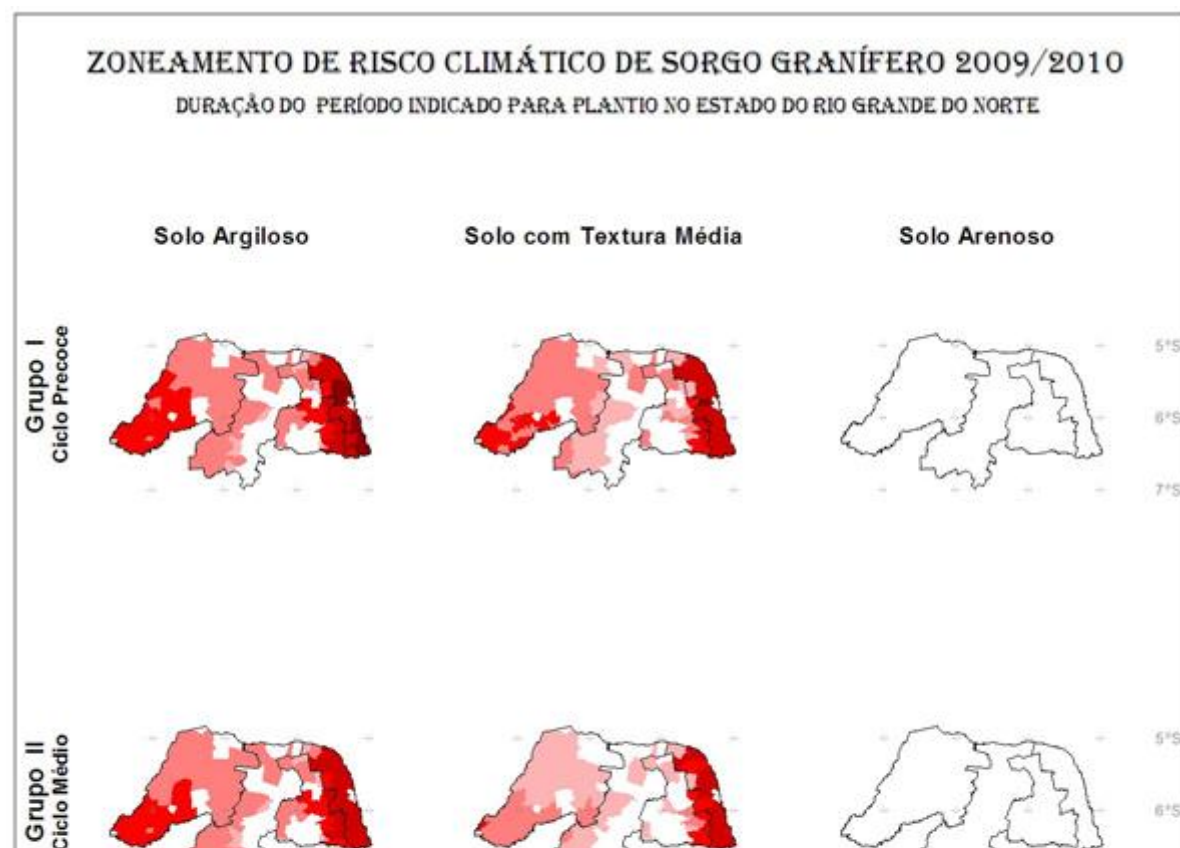 ZONEAMENTO DE RISCO CLIMÁTICO DE SORGO GRANÍFERO 2009/2010
DURAÇÃO DO PERÍODO INDICADO PARA PLANTIO NO ESTADO DO RIO GRANDE DO NORTE
Solo Argiloso
Solo com Textura Média
Solo Arenoso
Grupo I
Ciclo Precoce
5°S
6°S
7°S
Grupo II
Ciclo Médio
5°S
6°S